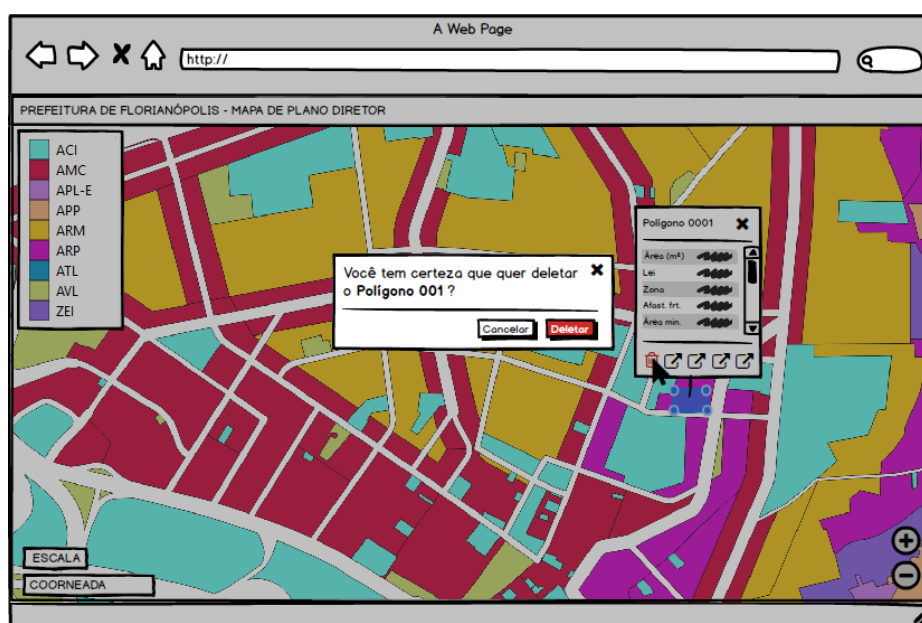 A Web Page
http://
PREFEITURA DE FLORIANÓPOLIS - MAPA DE PLANO DIRETOR
ACI
AMC
APL-E
APP
ARM
ARP
ATL
AVL
ZEI
Você tem certeza que quer deletar
o Polígono 001 ?
Cancelar
Deletar
Polígono 0001
Área (m²)
Lei
Zona
Afast. frt.
Área min.
ESCALA
COORNEADA